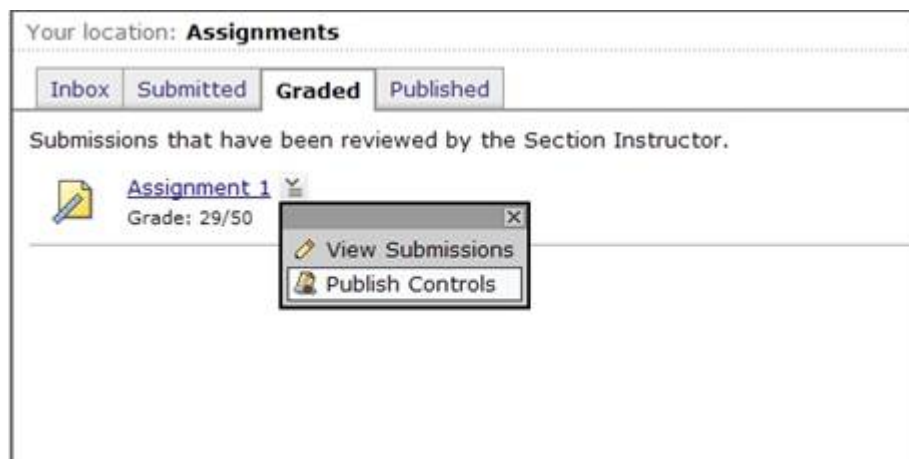 Your location: Assignments
Inbox Submitted Graded Published
Submissions that have been reviewed by the Section Instructor.
Assignment 1
Grade: 29/50
View Submissions
Publish Controls